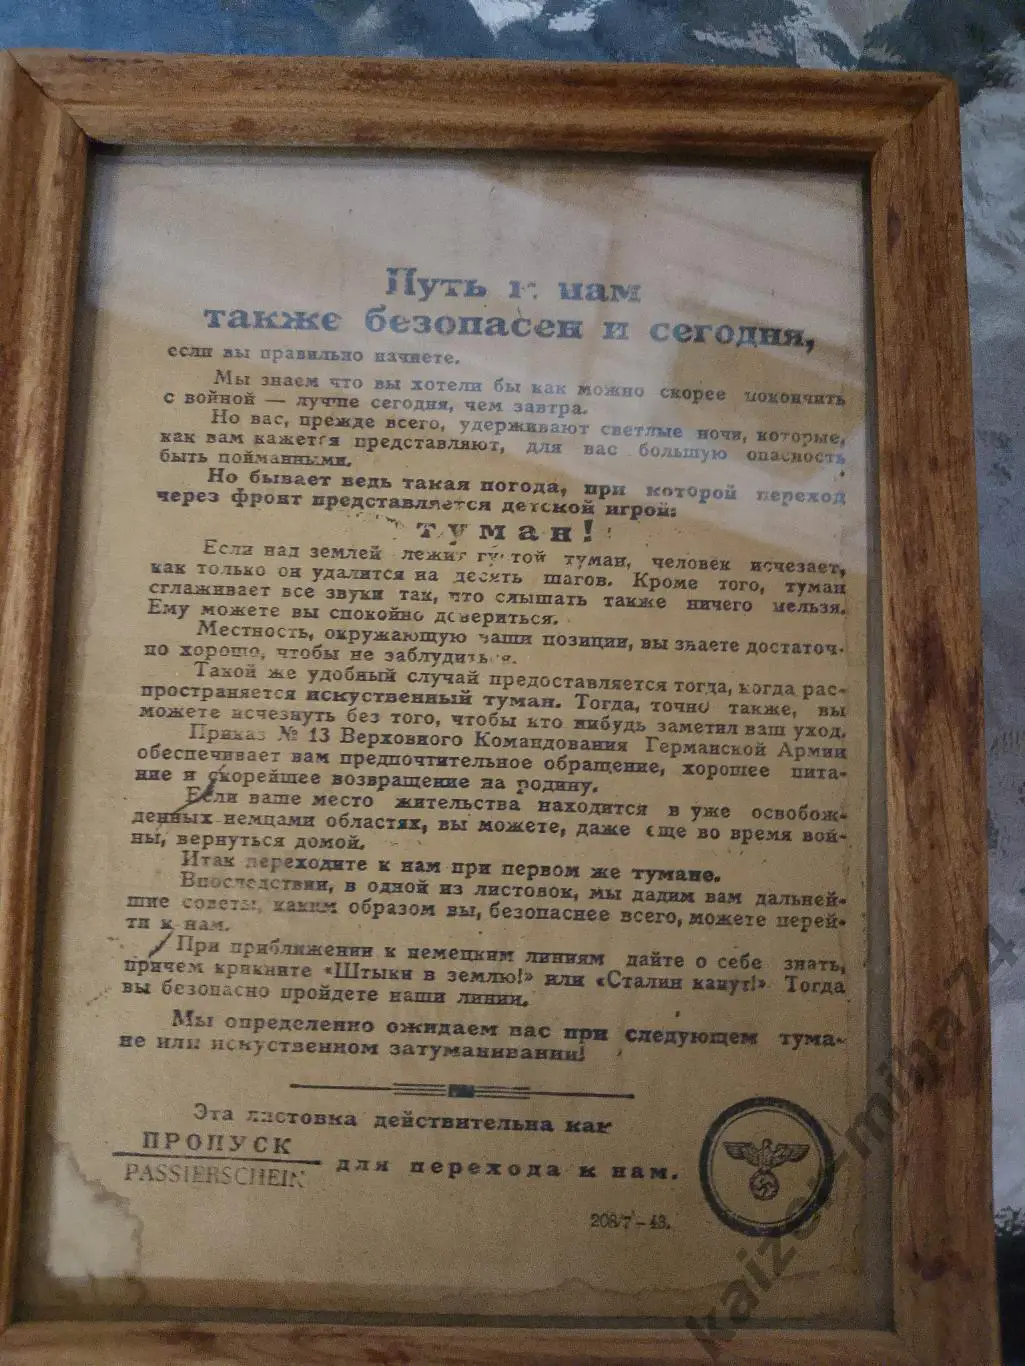 Путь к нам
также безопасен и сегодня,
если вы правильно начнете.
Мы знаем что вы хотели бы как можно скорее покончить
с войной — лучше сегодня, чем завтра.
Но вас, прежде всего, удерживают светлые ночи, которые,
как вам кажется представляют, для вас большую опасность
быть пойманными.
Но бывает ведь такая погода, при которой переход
через фронт представляется детской игрой:
туман!
Если над землей лежит густой туман, человек исчезает,
как только он удалится на десять шагов. Кроме того, туман
сглаживает все звуки так, что слышать также ничего нельзя.
Ему можете вы спокойно довериться.
Местность, окружающую ваши позиции, вы знаете достаточ-
но хорошо, чтобы не заблудиться.
Такой же удобный случай предоставляется тогда, когда рас-
пространяется искуственный туман. Тогда, точно также, вы
можете исчезнуть без того, чтобы кто нибудь заметил ваш уход.
Приказ № 13 Верховного Командования Германской Армии
обеспечивает вам предпочтительное обращение, хорошее пита-
ние и скорейшее возвращение на родину.
Если ваше место жительства находится в уже освобож-
денных немцами областях, вы можете, даже еще во время вой-
ны, вернуться домой.
Итак переходите к нам при первом же тумане.
Впоследствии, в одной из листовок, мы дадим вам дальней-
шие советы, каким образом вы, безопаснее всего, можете перей-
ти к нам.
При приближении к немецким линиям дайте о себе знать,
причем крикните «Штыки в землю!» или «Сталин капут!» Тогда
вы безопасно пройдете наши линии.
Мы определенно ожидаем вас при следующем тума-
не или искуственном затуманивании!
Эта листовка действительна как
ПРОПУСК
PASSIERSCHEIN
для перехода к нам.
208/7 – 43.
kaizer-miha74